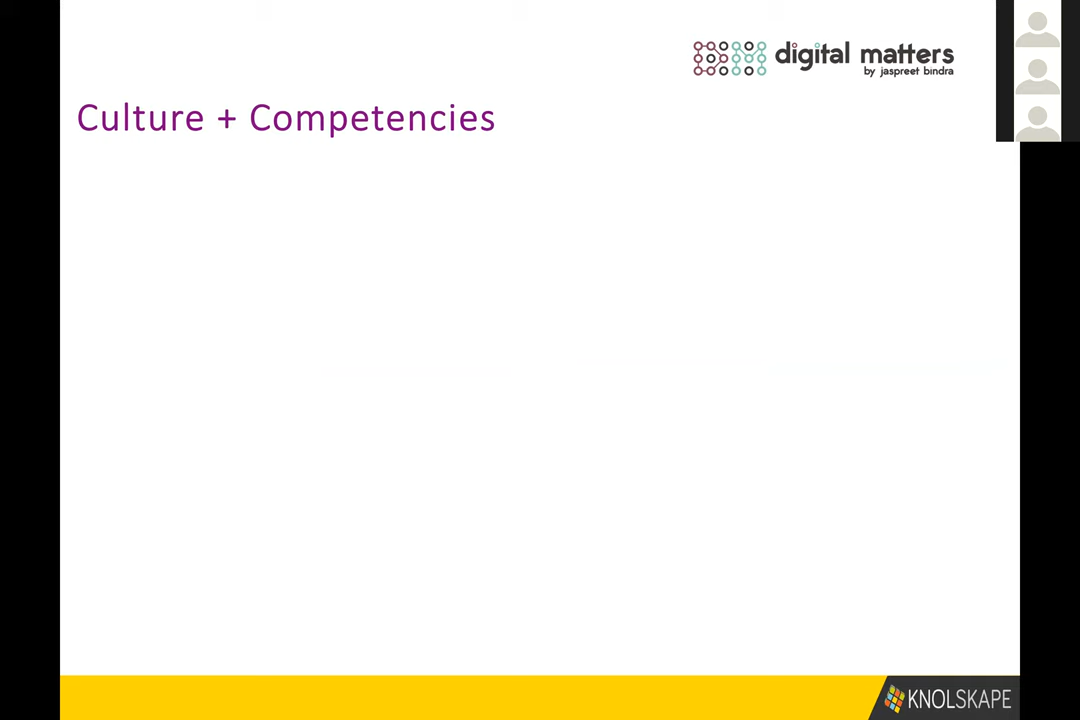 digital matters
by jaspreet bindra
Culture + Competencies
KNOLSKAPE